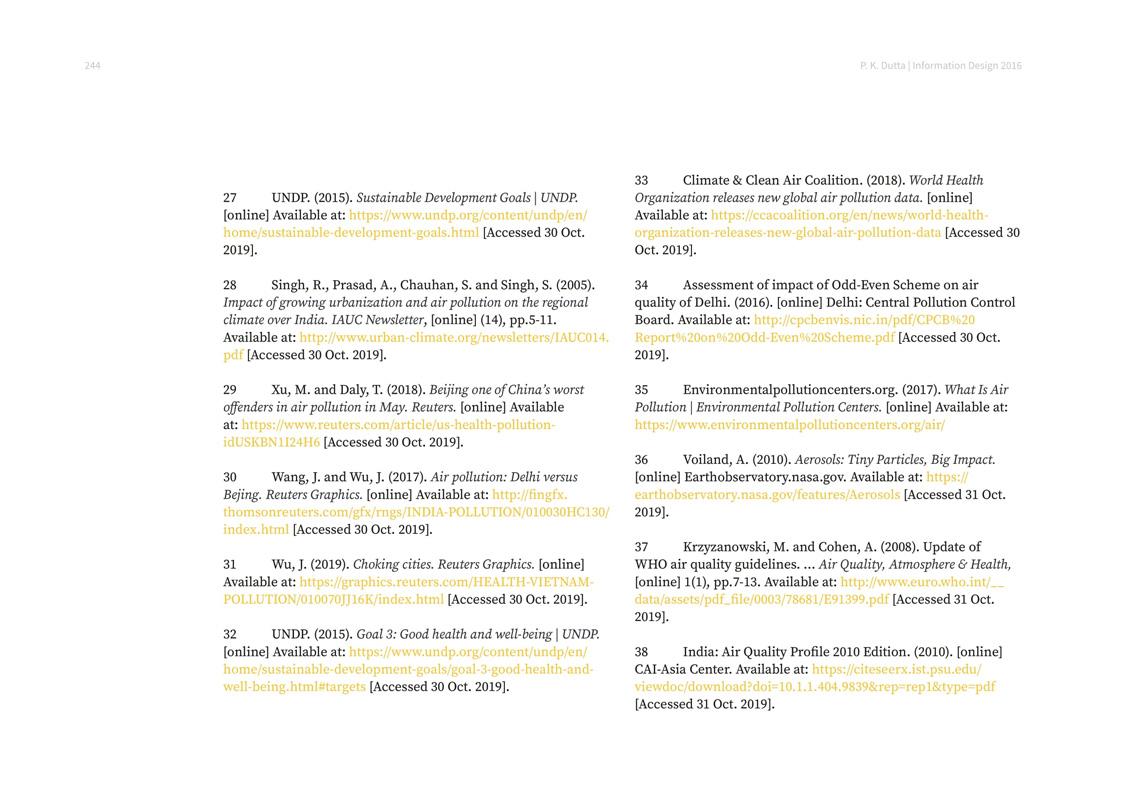 244
P. K. Dutta | Information Design 2016
27 UNDP. (2015). Sustainable Development Goals | UNDP.
[online] Available at: https://www.undp.org/content/undp/en/
home/sustainable-development-goals.html [Accessed 30 Oct.
2019].
28 Singh, R., Prasad, A., Chauhan, S. and Singh, S. (2005).
Impact of growing urbanization and air pollution on the regional
climate over India. IAUC Newsletter, [online] (14), pp.5-11.
Available at: http://www.urban-climate.org/newsletters/IAUC014.
pdf [Accessed 30 Oct. 2019].
29 Xu, M. and Daly, T. (2018). Beijing one of China's worst
offenders in air pollution in May. Reuters. [online] Available
at: https://www.reuters.com/article/us-health-pollution-
idUSKBN1I24H6 [Accessed 30 Oct. 2019].
30 Wang, J. and Wu, J. (2017). Air pollution: Delhi versus
Bejing. Reuters Graphics. [online] Available at: http://fingfx.
thomsonreuters.com/gfx/rngs/INDIA-POLLUTION/010030HC130/
index.html [Accessed 30 Oct. 2019].
31 Wu, J. (2019). Choking cities. Reuters Graphics. [online]
Available at: https://graphics.reuters.com/HEALTH-VIETNAM-
POLLUTION/010070JJ16K/index.html [Accessed 30 Oct. 2019].
32 UNDP. (2015). Goal 3: Good health and well-being | UNDP.
[online] Available at: https://www.undp.org/content/undp/en/
home/sustainable-development-goals/goal-3-good-health-and-
well-being.html#targets [Accessed 30 Oct. 2019].
33 Climate & Clean Air Coalition. (2018). World Health
Organization releases new global air pollution data. [online]
Available at: https://ccacoalition.org/en/news/world-health-
organization-releases-new-global-air-pollution-data [Accessed 30
Oct. 2019].
34 Assessment of impact of Odd-Even Scheme on air
quality of Delhi. (2016). [online] Delhi: Central Pollution Control
Board. Available at: http://cpcbenvis.nic.in/pdf/CPCB%20
Report%20on%20Odd-Even%20Scheme.pdf [Accessed 30 Oct.
2019].
35 Environmentalpollutioncenters.org. (2017). What Is Air
Pollution | Environmental Pollution Centers. [online] Available at:
https://www.environmentalpollutioncenters.org/air/
36 Voiland, A. (2010). Aerosols: Tiny Particles, Big Impact.
[online] Earthobservatory.nasa.gov. Available at: https://
earthobservatory.nasa.gov/features/Aerosols [Accessed 31 Oct.
2019].
37 Krzyzanowski, M. and Cohen, A. (2008). Update of
WHO air quality guidelines. ... Air Quality, Atmosphere & Health,
[online] 1(1), pp.7-13. Available at: http://www.euro.who.int/__
data/assets/pdf_file/0003/78681/E91399.pdf [Accessed 31 Oct.
2019].
38 India: Air Quality Profile 2010 Edition. (2010). [online]
CAI-Asia Center. Available at: https://citeseerx.ist.psu.edu/
viewdoc/download?doi=10.1.1.404.9839&rep=rep1&type=pdf
[Accessed 31 Oct. 2019].